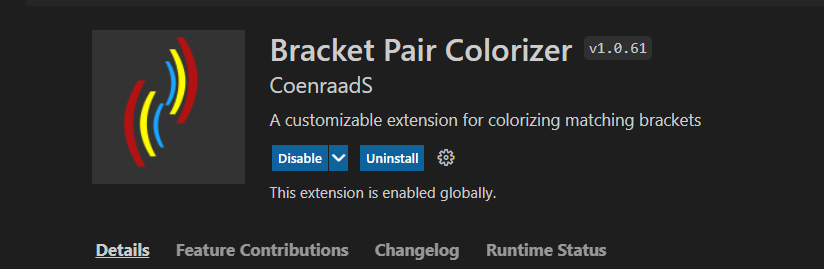 Bracket Pair Colorizer v1.0.61
CoenraadS
A customizable extension for colorizing matching brackets
Disable Uninstall
This extension is enabled globally.
Details Feature Contributions Changelog Runtime Status